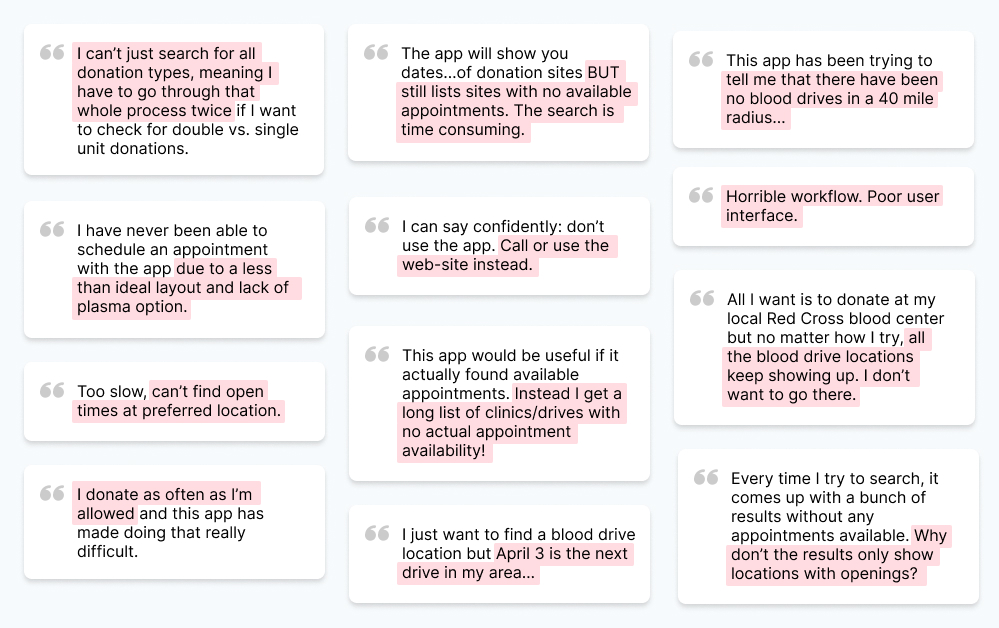 I can't just search for all
donation types, meaning I
have to go through that
whole process twice if I want
to check for double vs. single
unit donations.
I have never been able to
schedule an appointment
with the app due to a less
than ideal layout and lack of
plasma option.
Too slow, can't find open
times at preferred location.
I donate as often as I'm
allowed and this app has
made doing that really
difficult.
The app will show you
dates...of donation sites BUT
still lists sites with no available
appointments. The search is
time consuming.
I can say confidently: don't
use the app. Call or use the
web-site instead.
This app would be useful if it
actually found available
appointments. Instead I get a
long list of clinics/drives with
no actual appointment
availability!
I just want to find a blood drive
location but April 3 is the next
drive in my area...
This app has been trying to
tell me that there have been
no blood drives in a 40 mile
radius...
Horrible workflow. Poor user
interface.
All I want is to donate at my
local Red Cross blood center
but no matter how I try, all
the blood drive locations
keep showing up. I don't
want to go there.
Every time I try to search, it
comes up with a bunch of
results without any
appointments available. Why
don't the results only show
locations with openings?